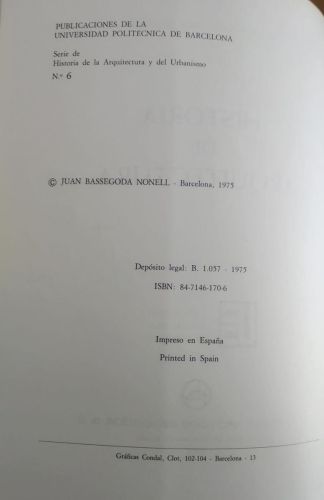 PUBLICACIONES DE LA
UNIVERSIDAD POLITECNICA DE BARCELONA
Serie de
Historia de la Arquitectura y del Urbanismo
N.º 6
© JUAN BASSEGODA NONELL - Barcelona, 1975
Depósito legal: B. 1.057 - 1975
ISBN: 84-7146-170-6
Impreso en España
Printed in Spain
Gráficas Condal, Clot, 102-104 - Barcelona - 13